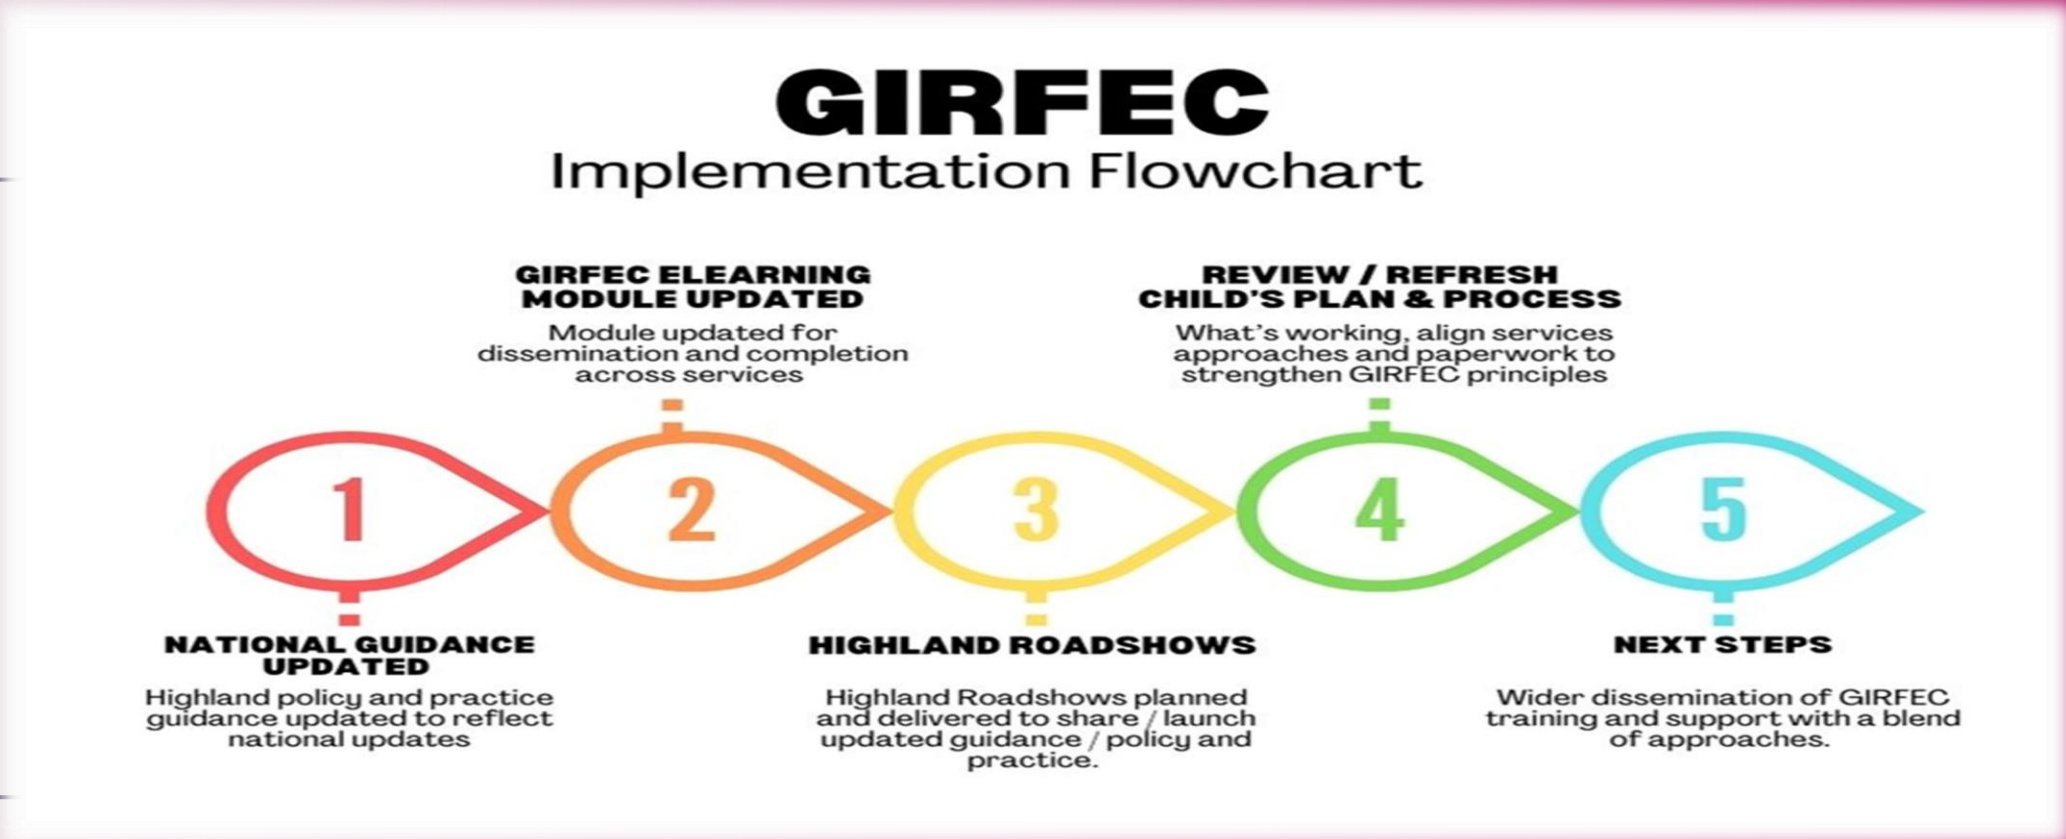 GIRFEC
Implementation Flowchart
GIRFEC ELEARNING
MODULE UPDATED
Module updated for
dissemination and completion
across services
REVIEW / REFRESH
CHILD'S PLAN & PROCESS
What's working, align services
approaches and paperwork to
strengthen GIRFEC principles
1
2
3
4
5
NATIONAL GUIDANCE
UPDATED
Highland policy and practice
guidance updated to reflect
national updates
HIGHLAND ROADSHOWS
Highland Roadshows planned
and delivered to share / launch
updated guidance / policy and
practice.
NEXT STEPS
Wider dissemination of GIRFEC
training and support with a blend
of approaches.